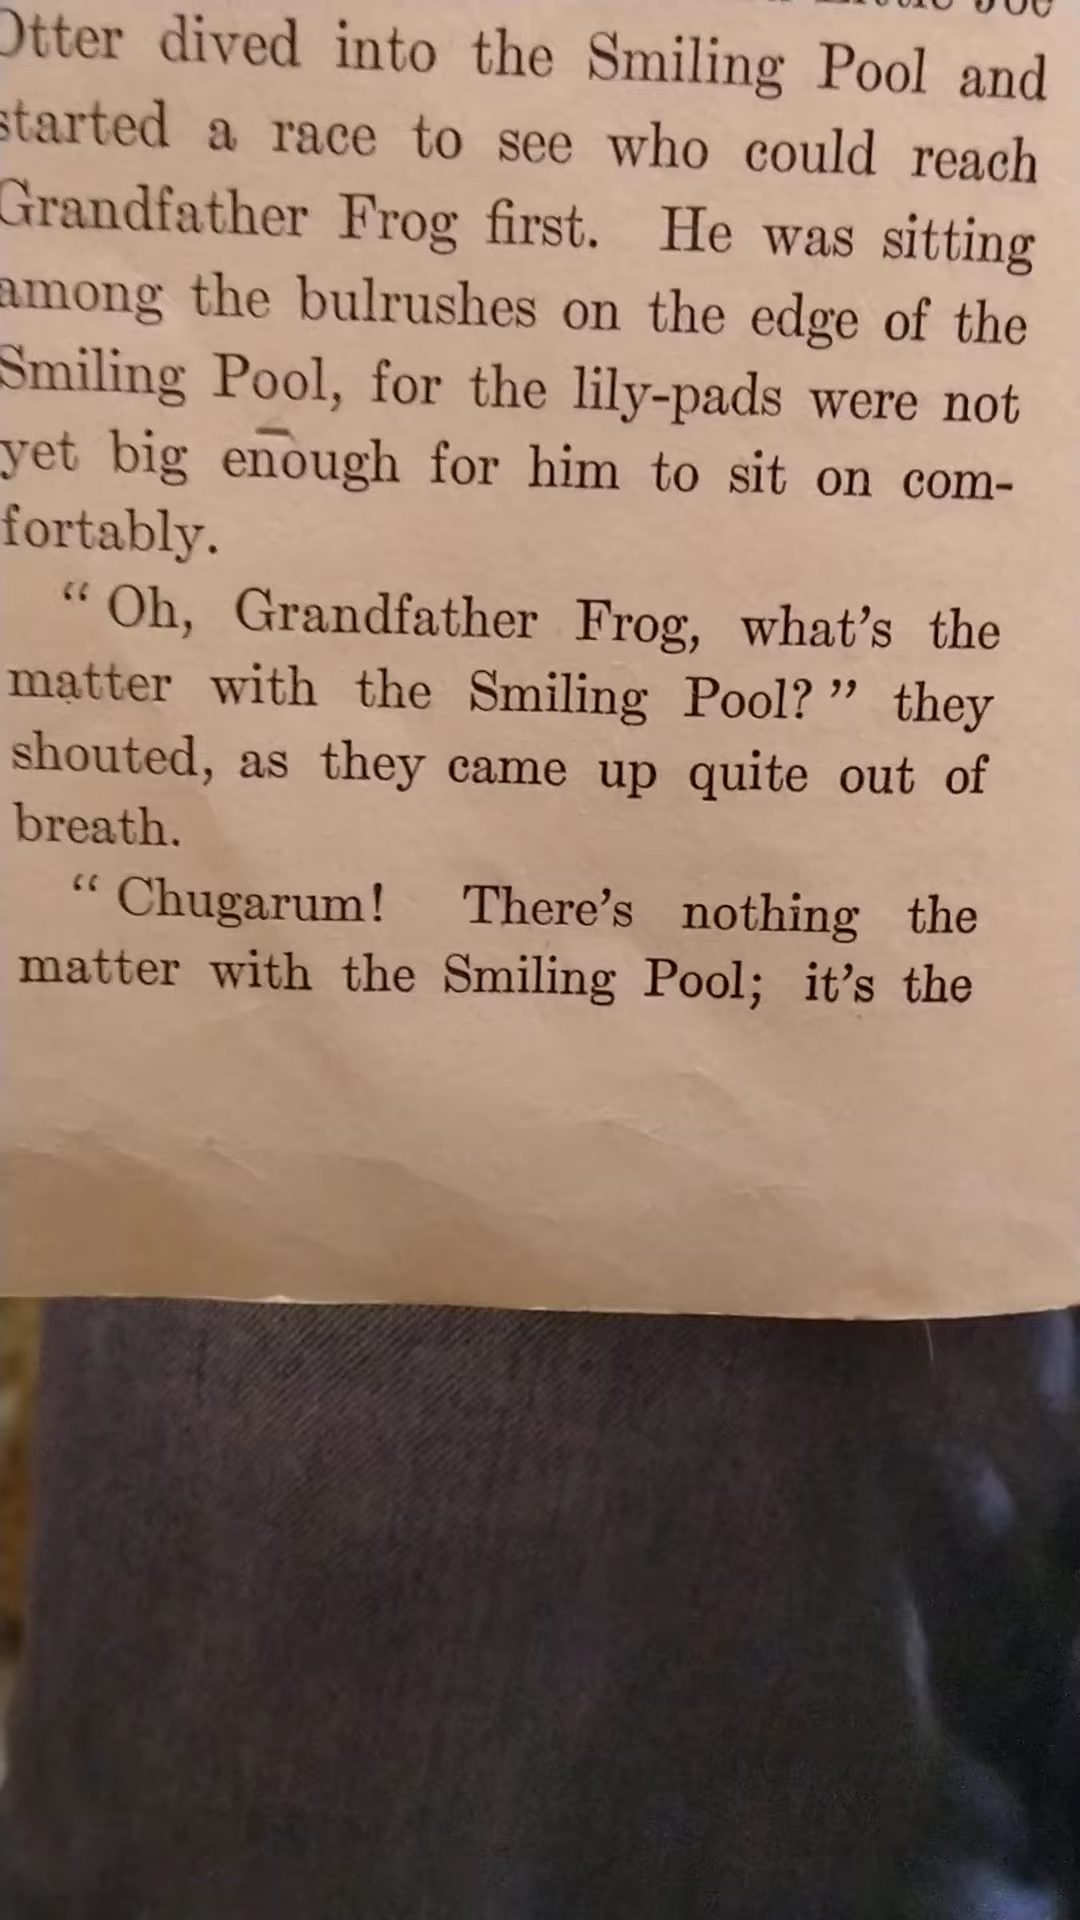 Little Joe
Otter dived into the Smiling Pool and
started a race to see who could reach
Grandfather Frog first. He was sitting
among the bulrushes on the edge of the
Smiling Pool, for the lily-pads were not
yet big enough for him to sit on com-
fortably.
“ Oh, Grandfather Frog, what’s the
matter with the Smiling Pool? ” they
shouted, as they came up quite out of
breath.
“ Chugarum! There’s nothing the
matter with the Smiling Pool; it’s the